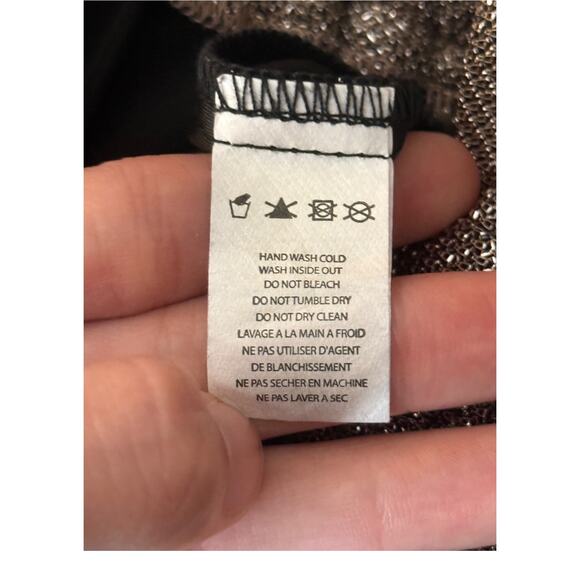 HAND WASH COLD
WASH INSIDE OUT
DO NOT BLEACH
DO NOT TUMBLE DRY
DO NOT DRY CLEAN
LAVAGE A LA MAIN A FROID
NE PAS UTILISER D'AGENT
DE BLANCHISSEMENT
NE PAS SECHER EN MACHINE
NE PAS LAVER A SEC